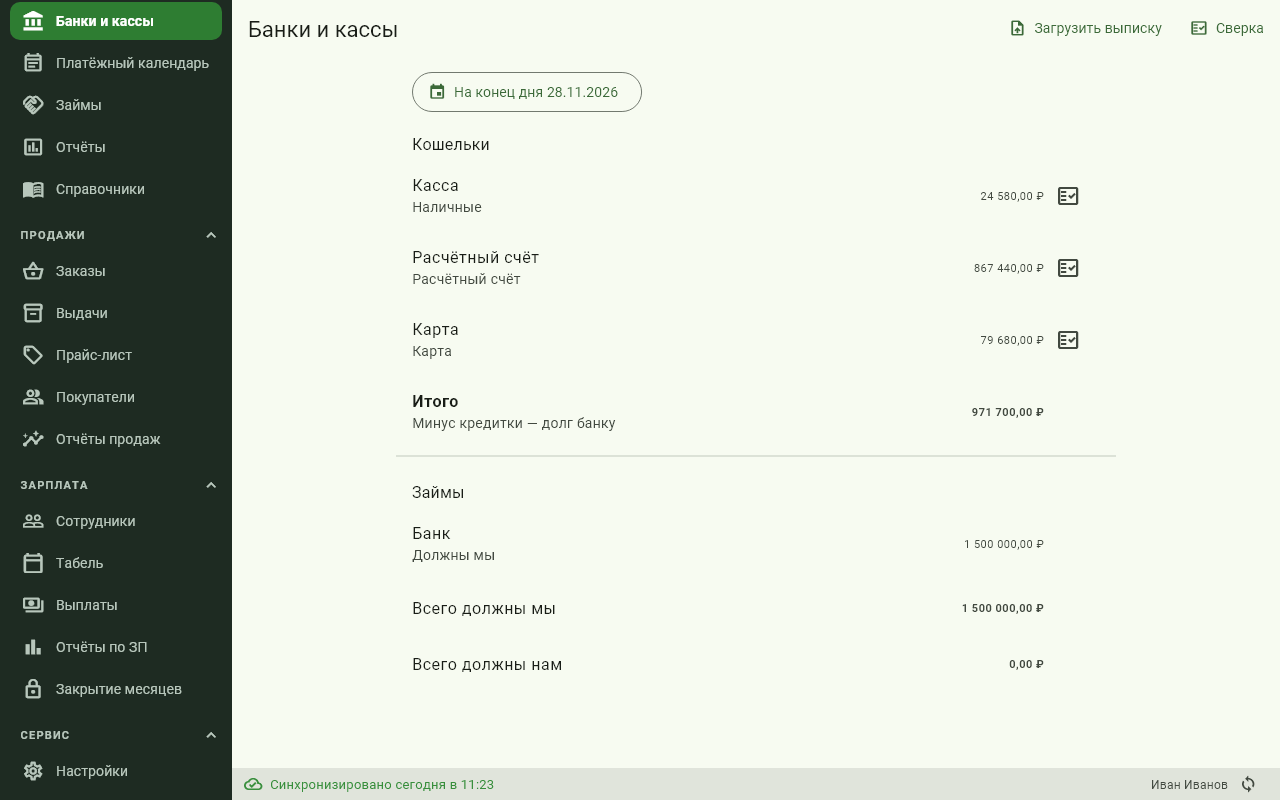 Банки и кассы
Платёжный календарь
Займы
Отчёты
Справочники
ПРОДАЖИ
Заказы
Выдачи
Прайс-лист
Покупатели
Отчёты продаж
ЗАРПЛАТА
Сотрудники
Табель
Выплаты
Отчёты по ЗП
Закрытие месяцев
СЕРВИС
Настройки
Банки и кассы
Загрузить выписку
Сверка
На конец дня 28.11.2026
Кошельки
Касса
Наличные
24 580,00 ₽
Расчётный счёт
Расчётный счёт
867 440,00 ₽
Карта
Карта
79 680,00 ₽
Итого
Минус кредитки — долг банку
971 700,00 ₽
Займы
Банк
Должны мы
1 500 000,00 ₽
Всего должны мы
1 500 000,00 ₽
Всего должны нам
0,00 ₽
Синхронизировано сегодня в 11:23
Иван Иванов